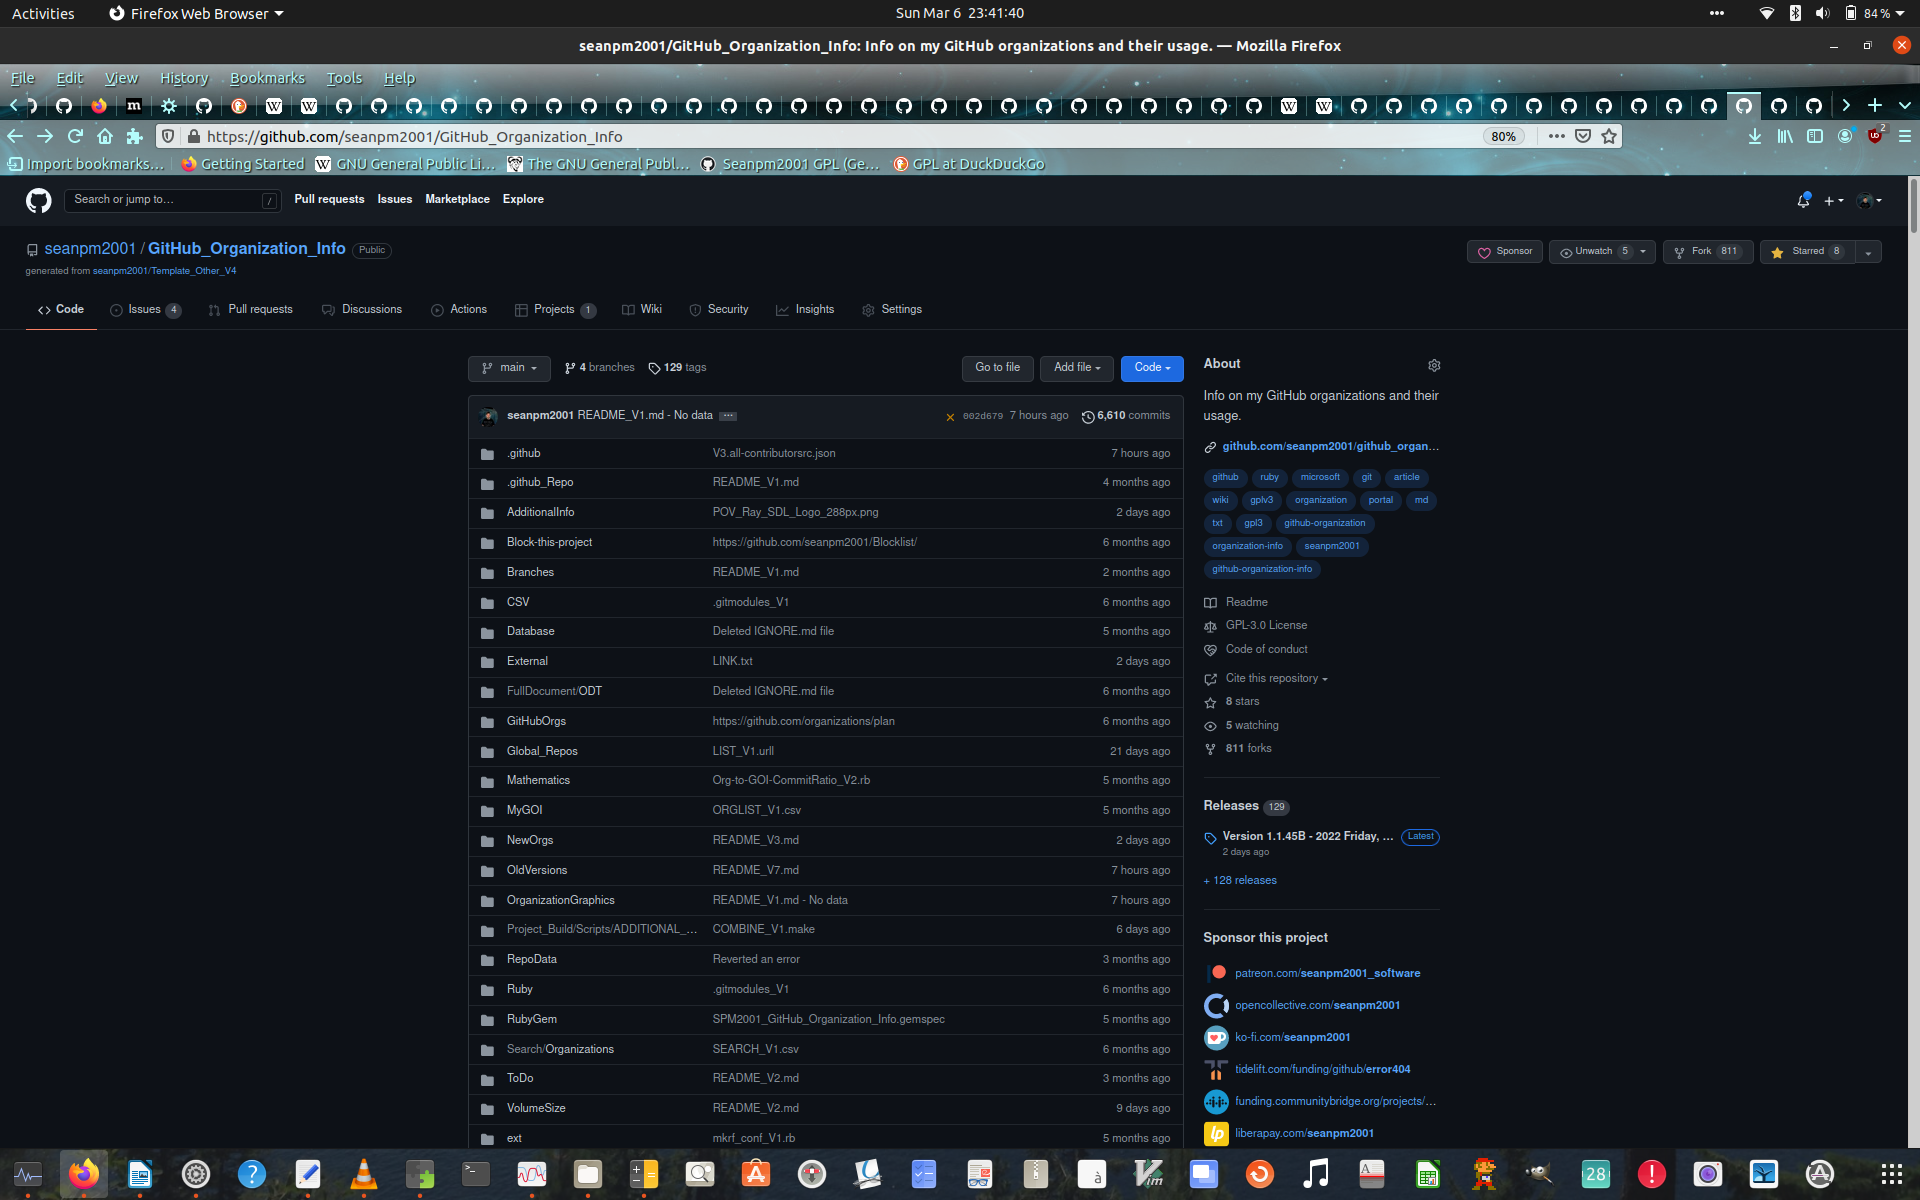 Activities
Firefox Web Browser
Sun Mar 6 23:41:40
84 %
seanpm2001/GitHub_Organization_Info: Info on my GitHub organizations and their usage. — Mozilla Firefox
File Edit View History Bookmarks Tools Help
https://github.com/seanpm2001/GitHub_Organization_Info
80%
2
Import bookmarks… Getting Started GNU General Public Li… The GNU General Publ… Seanpm2001 GPL (Ge… GPL at DuckDuckGo
Search or jump to… /
Pull requests Issues Marketplace Explore
seanpm2001 / GitHub_Organization_Info Public
generated from seanpm2001/Template_Other_V4
Sponsor Unwatch 5 Fork 811 Starred 8
Code Issues 4 Pull requests Discussions Actions Projects 1 Wiki Security Insights Settings
main 4 branches 129 tags Go to file Add file Code
seanpm2001 README_V1.md - No data ··· 002d679 7 hours ago 6,610 commits
.github V3.all-contributorsrc.json 7 hours ago
.github_Repo README_V1.md 4 months ago
AdditionalInfo POV_Ray_SDL_Logo_288px.png 2 days ago
Block-this-project https://github.com/seanpm2001/Blocklist/ 6 months ago
Branches README_V1.md 2 months ago
CSV .gitmodules_V1 6 months ago
Database Deleted IGNORE.md file 5 months ago
External LINK.txt 2 days ago
FullDocument/ODT Deleted IGNORE.md file 6 months ago
GitHubOrgs https://github.com/organizations/plan 6 months ago
Global_Repos LIST_V1.urll 21 days ago
Mathematics Org-to-GOI-CommitRatio_V2.rb 5 months ago
MyGOI ORGLIST_V1.csv 5 months ago
NewOrgs README_V3.md 2 days ago
OldVersions README_V7.md 7 hours ago
OrganizationGraphics README_V1.md - No data 7 hours ago
Project_Build/Scripts/ADDITIONAL_… COMBINE_V1.make 6 days ago
RepoData Reverted an error 3 months ago
Ruby .gitmodules_V1 6 months ago
RubyGem SPM2001_GitHub_Organization_Info.gemspec 5 months ago
Search/Organizations SEARCH_V1.csv 6 months ago
ToDo README_V2.md 3 months ago
VolumeSize README_V2.md 9 days ago
ext mkrf_conf_V1.rb 5 months ago
About
Info on my GitHub organizations and their
usage.
github.com/seanpm2001/github_organ…
github ruby microsoft git article
wiki gplv3 organization portal md
txt gpl3 github-organization
organization-info seanpm2001
github-organization-info
Readme
GPL-3.0 License
Code of conduct
Cite this repository
8 stars
5 watching
811 forks
Releases 129
Version 1.1.45B - 2022 Friday, … Latest
2 days ago
+ 128 releases
Sponsor this project
patreon.com/seanpm2001_software
opencollective.com/seanpm2001
ko-fi.com/seanpm2001
tidelift.com/funding/github/error404
funding.communitybridge.org/projects/…
liberapay.com/seanpm2001
28